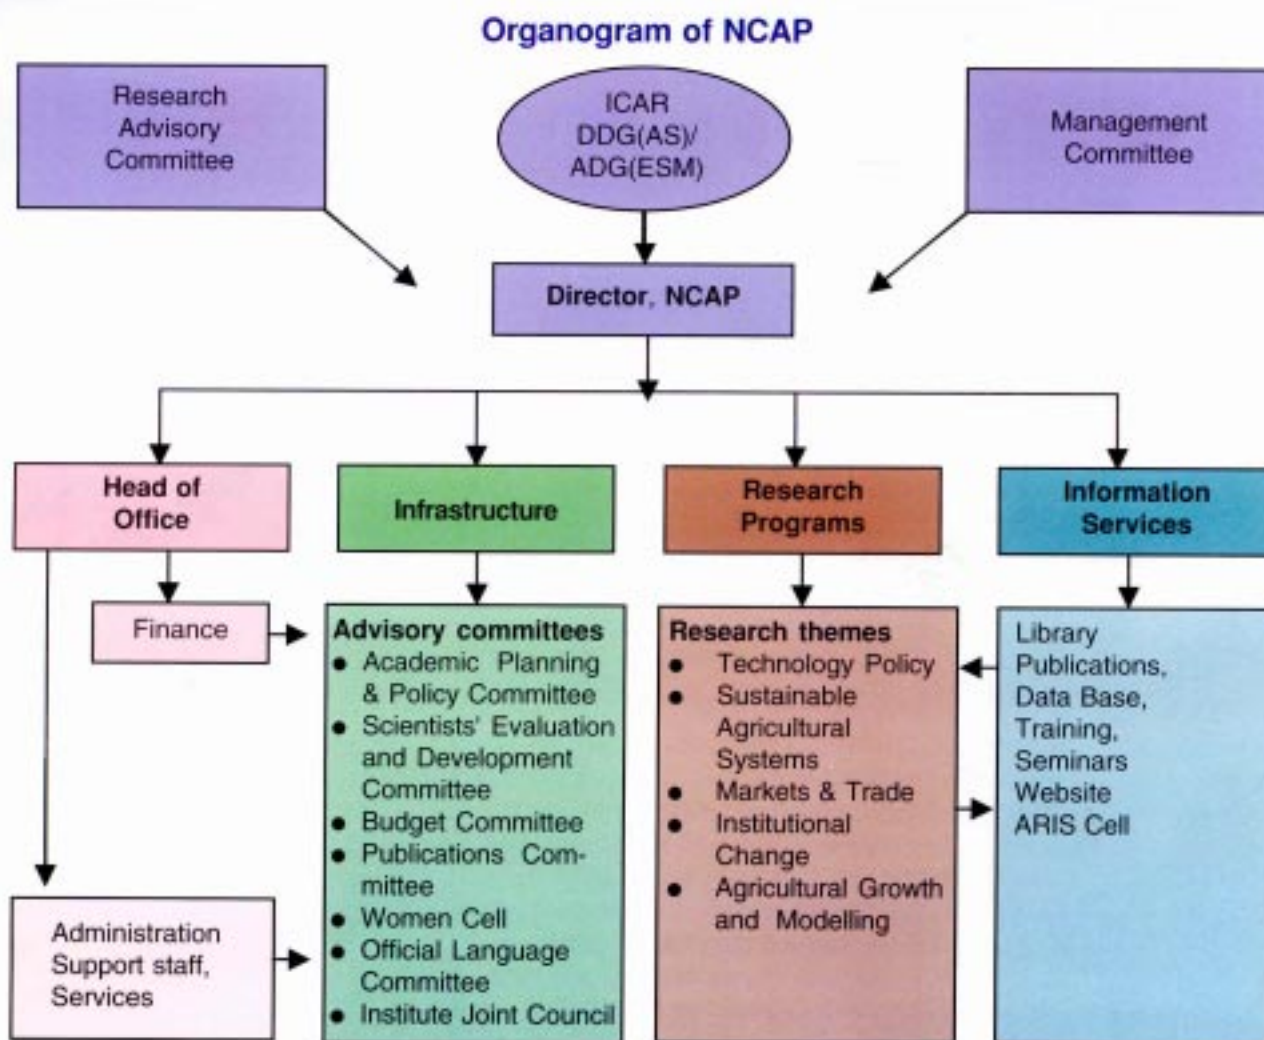 Organogram of NCAP
Research
Advisory
Committee
ICAR
DDG(AS)/
ADG(ESM)
Management
Committee
Director, NCAP
Head of
Office
Infrastructure
Research
Programs
Information
Services
Finance
Administration
Support staff,
Services
Advisory committees
● Academic Planning
& Policy Committee
● Scientists' Evaluation
and Development
Committee
● Budget Committee
● Publications Com-
mittee
● Women Cell
● Official Language
Committee
● Institute Joint Council
Research themes
● Technology Policy
● Sustainable
Agricultural
Systems
● Markets & Trade
● Institutional
Change
● Agricultural Growth
and Modelling
Library
Publications,
Data Base,
Training,
Seminars
Website
ARIS Cell